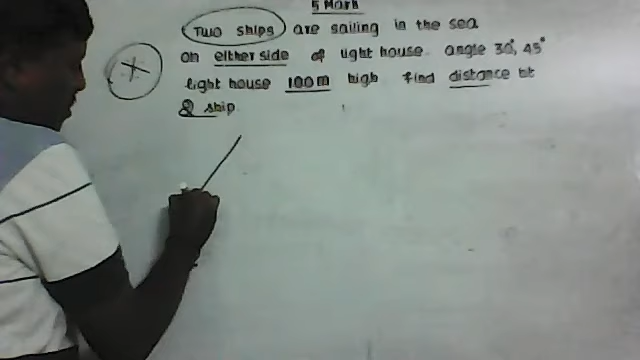 5 Mark
Two ships are sailing in the sea
on either side of light house angle 30°, 45°
light house 100m high find distance bt
2 ship